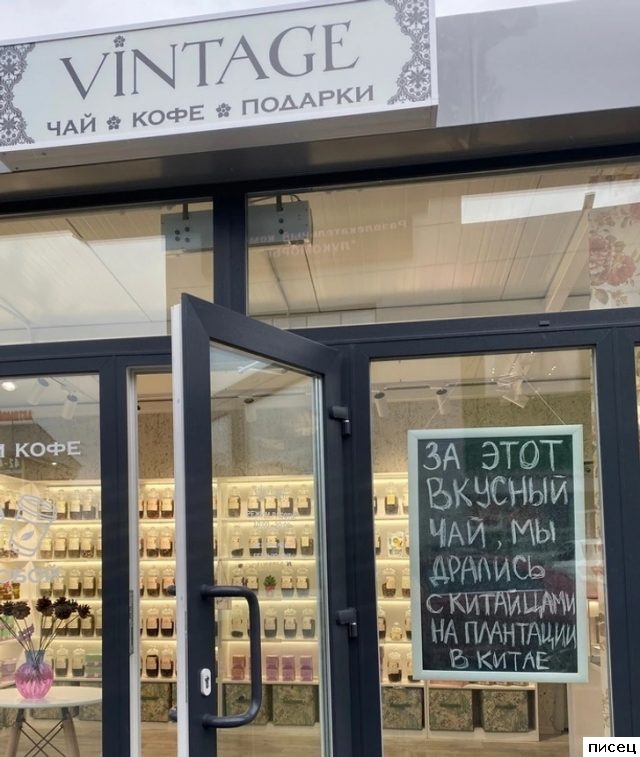 VINTAGE
ЧАЙ КОФЕ ПОДАРКИ
И КОФЕ
ЗА ЭТОТ
ВКУСНЫЙ
ЧАЙ, МЫ
ДРАЛИСЬ
С КИТАЙЦАМИ
НА ПЛАНТАЦИИ
В КИТАЕ
писец